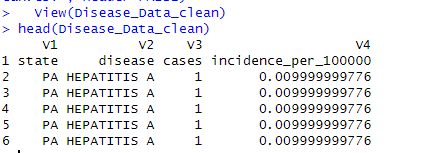 > View(Disease_Data_clean)
> head(Disease_Data_clean)
V1 V2 V3 V4
1 state disease cases incidence_per_100000
2 PA HEPATITIS A 1 0.009999999776
3 PA HEPATITIS A 1 0.009999999776
4 PA HEPATITIS A 1 0.009999999776
5 PA HEPATITIS A 1 0.009999999776
6 PA HEPATITIS A 1 0.009999999776